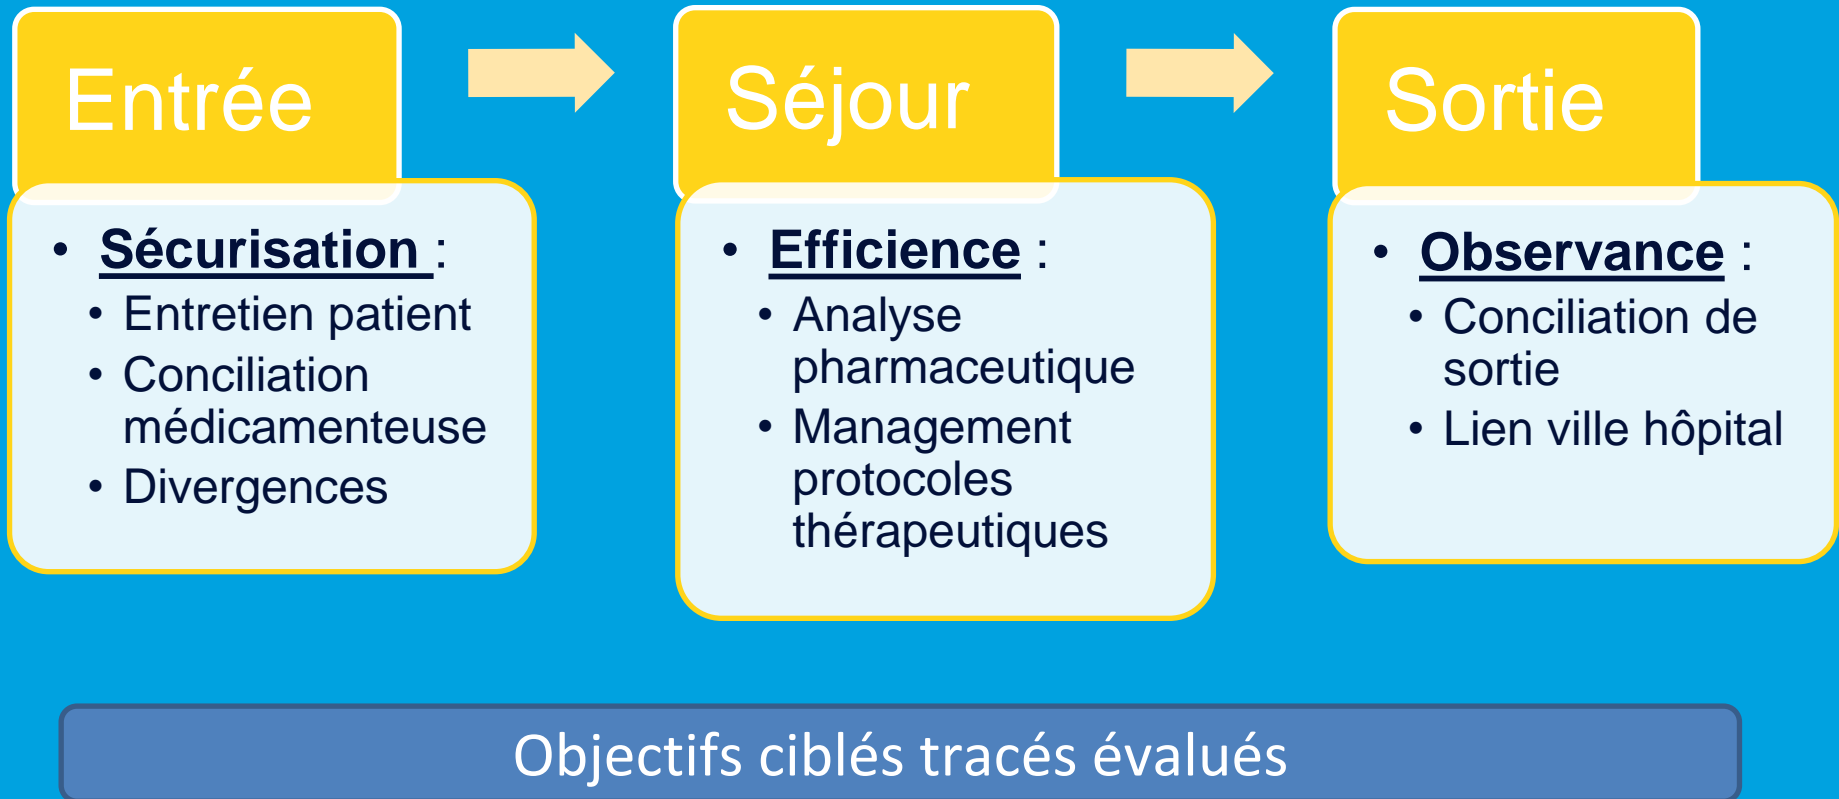 Entrée
• Sécurisation :
• Entretien patient
• Conciliation
médicamenteuse
• Divergences
Séjour
• Efficience :
• Analyse
pharmaceutique
• Management
protocoles
thérapeutiques
Sortie
• Observance :
• Conciliation de
sortie
• Lien ville hôpital
Objectifs ciblés tracés évalués